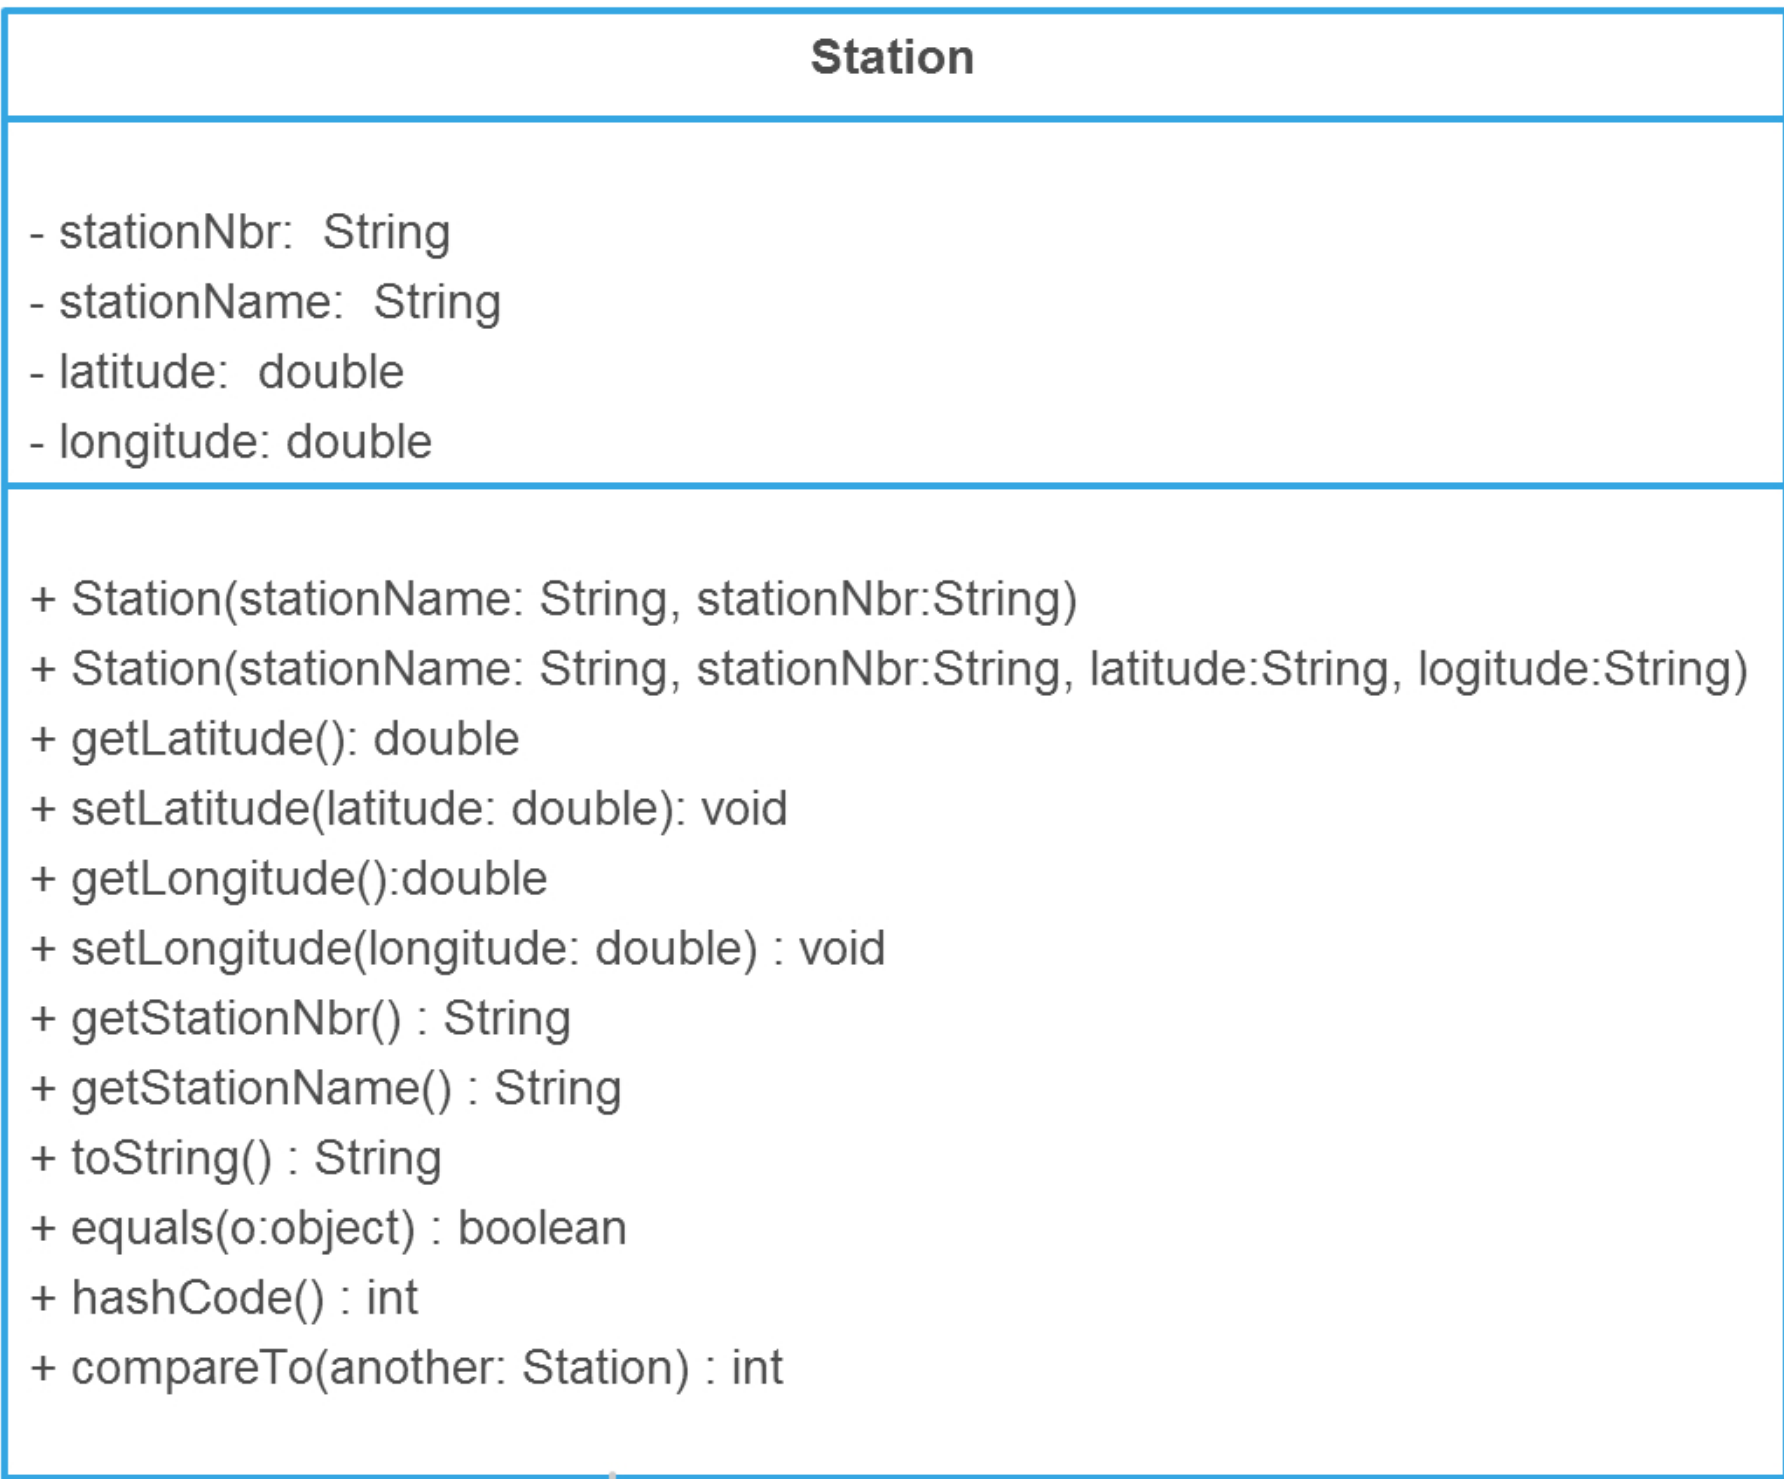 Station
- stationNbr:  String
- stationName:  String
- latitude:  double
- longitude: double
+ Station(stationName: String, stationNbr:String)
+ Station(stationName: String, stationNbr:String, latitude:String, logitude:String)
+ getLatitude(): double
+ setLatitude(latitude: double): void
+ getLongitude():double
+ setLongitude(longitude: double) : void
+ getStationNbr() : String
+ getStationName() : String
+ toString() : String
+ equals(o:object) : boolean
+ hashCode() : int
+ compareTo(another: Station) : int